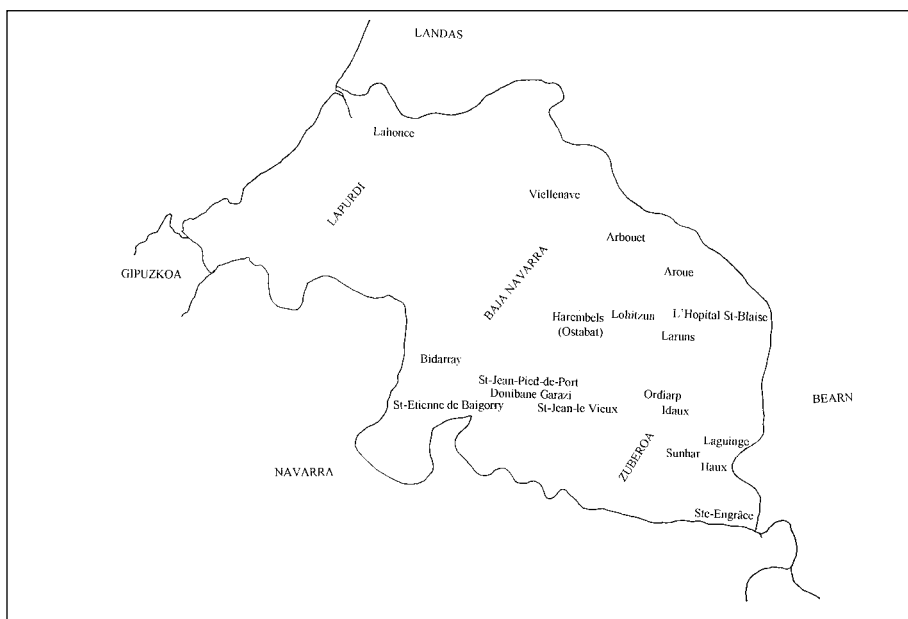 LANDAS
Lahonce
LAPURDI
Viellenave
Arbouet
GIPUZKOA
Aroue
BAJA NAVARRA
Harembels
(Ostabat)
Lohitzun
L'Hopital St-Blaise
Laruns
Bidarray
St-Jean-Pied-de-Port
Donibane Garazi
St-Etienne de Baigorry
St-Jean-le Vieux
Ordiarp
Idaux
BEARN
NAVARRA
ZUBEROA
Laguinge
Sunhar
Haux
Ste-Engrâce